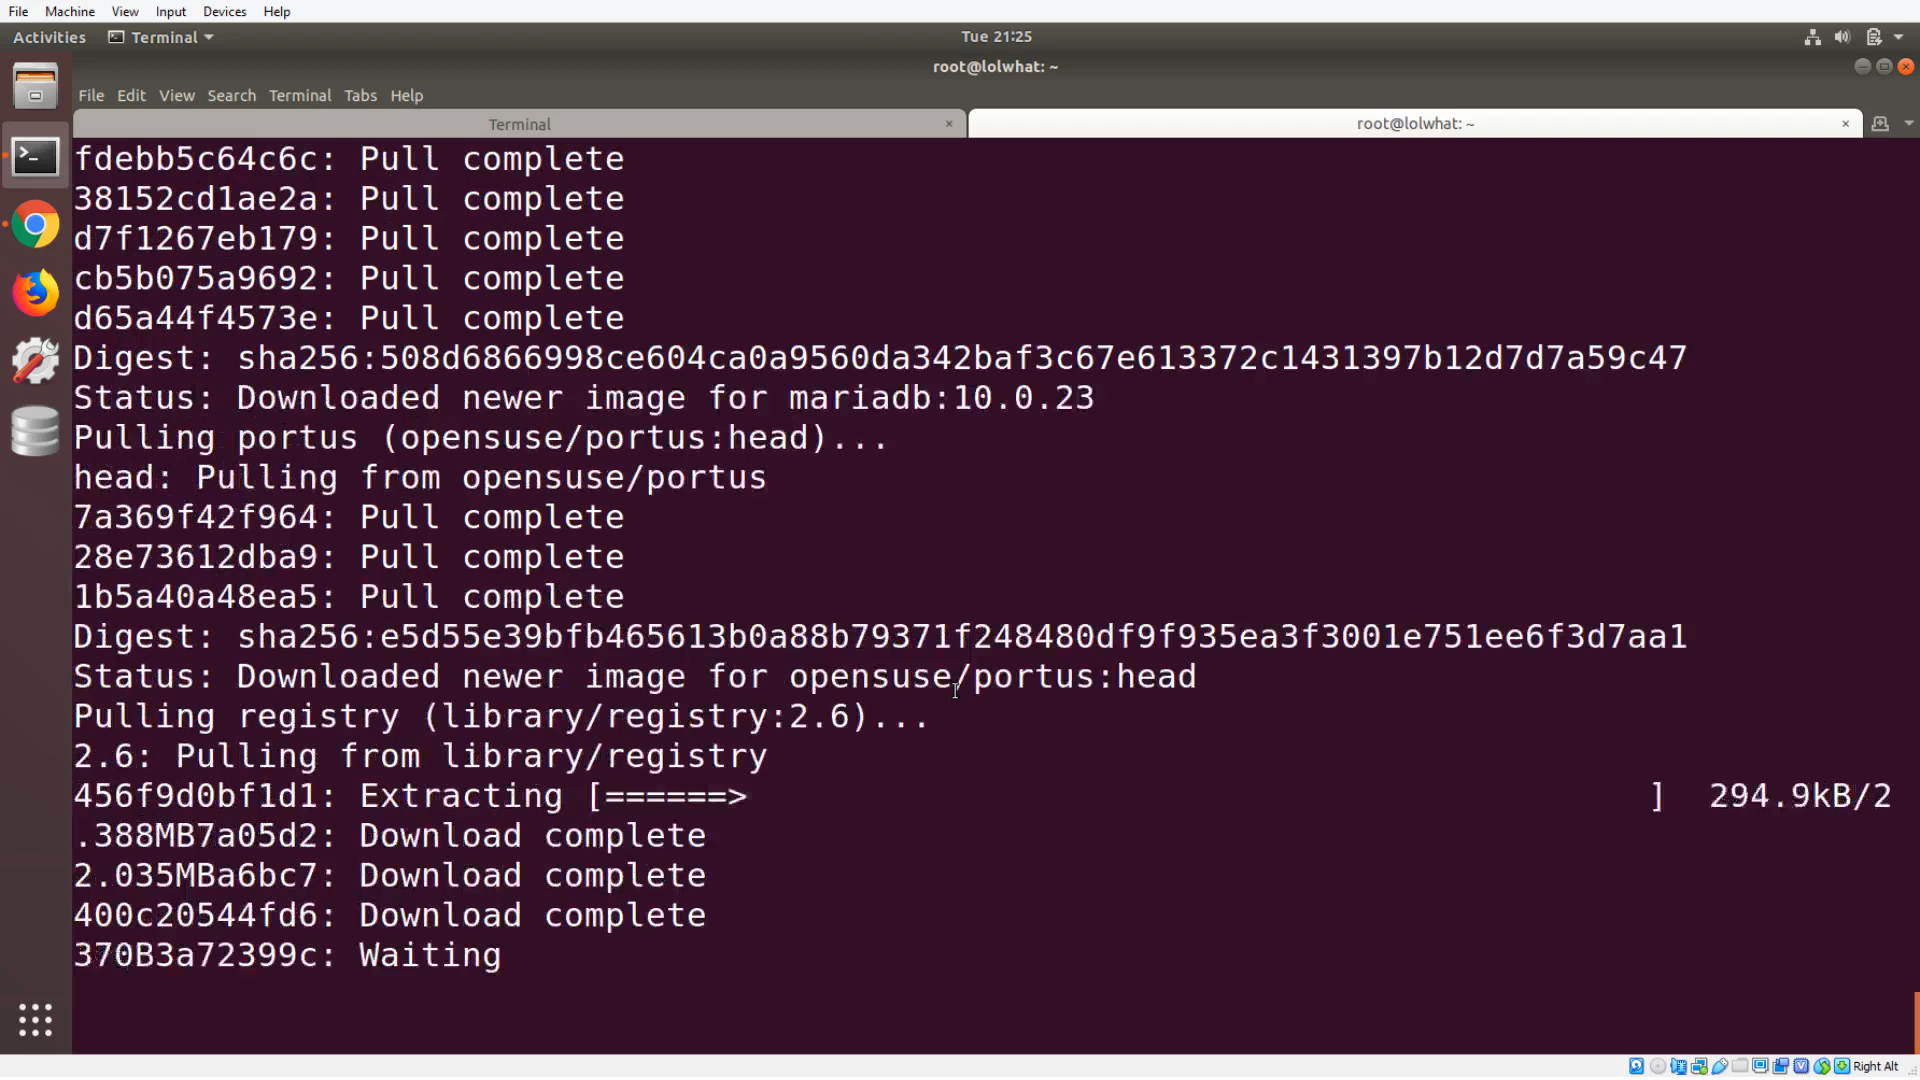 File Machine View Input Devices Help
Activities Terminal Tue 21:25
root@lolwhat: ~
File Edit View Search Terminal Tabs Help
Terminal × root@lolwhat: ~ ×
fdebb5c64c6c: Pull complete
38152cd1ae2a: Pull complete
d7f1267eb179: Pull complete
cb5b075a9692: Pull complete
d65a44f4573e: Pull complete
Digest: sha256:508d6866998ce604ca0a9560da342baf3c67e613372c1431397b12d7d7a59c47
Status: Downloaded newer image for mariadb:10.0.23
Pulling portus (opensuse/portus:head)...
head: Pulling from opensuse/portus
7a369f42f964: Pull complete
28e73612dba9: Pull complete
1b5a40a48ea5: Pull complete
Digest: sha256:e5d55e39bfb465613b0a88b79371f248480df9f935ea3f3001e751ee6f3d7aa1
Status: Downloaded newer image for opensuse/portus:head
Pulling registry (library/registry:2.6)...
2.6: Pulling from library/registry
456f9d0bf1d1: Extracting [======> ] 294.9kB/2
.388MB7a05d2: Download complete
2.035MBa6bc7: Download complete
400c20544fd6: Download complete
370B3a72399c: Waiting
Right Alt